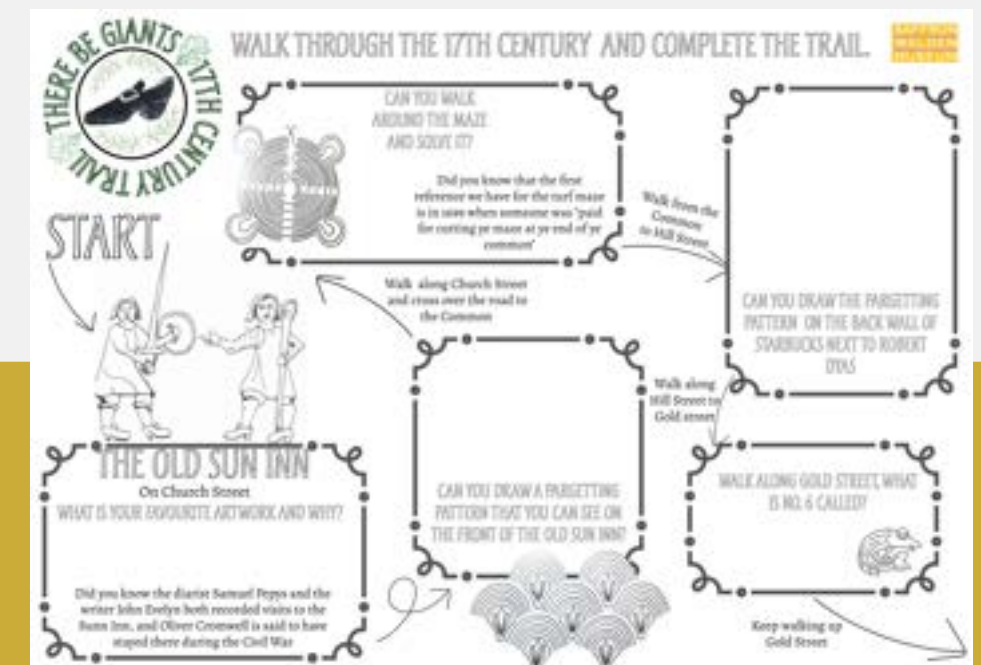 THERE BE GIANTS 17TH CENTURY TRAIL
WALK THROUGH THE 17TH CENTURY AND COMPLETE THE TRAIL.
SAFFRON
WALDEN
MUSEUM
START
THE OLD SUN INN
On Church Street
WHAT IS YOUR FAVOURITE ARTWORK AND WHY?
Did you know the diarist Samuel Pepys and the
writer John Evelyn both recorded visits to the
Sunn Inn, and Oliver Cromwell is said to have
stayed there during the Civil War
CAN YOU DRAW A PARGETTING
PATTERN THAT YOU CAN SEE ON
THE FRONT OF THE OLD SUN INN?
Walk along Church Street
and cross over the road to
the Common
CAN YOU WALK
AROUND THE MAZE
AND SOLVE IT?
Did you know that the first
reference we have for the turf maze
is in when someone was 'paid
for cutting ye maze at ye end of ye
common'
Walk from the
Common
to Hill Street
CAN YOU DRAW THE PARGETTING
PATTERN ON THE BACK WALL OF
STARBUCKS NEXT TO ROBERT
DYAS
Walk along
Hill Street to
Gold street
WALK ALONG GOLD STREET, WHAT
IS NO. 6 CALLED?
Keep walking up
Gold Street